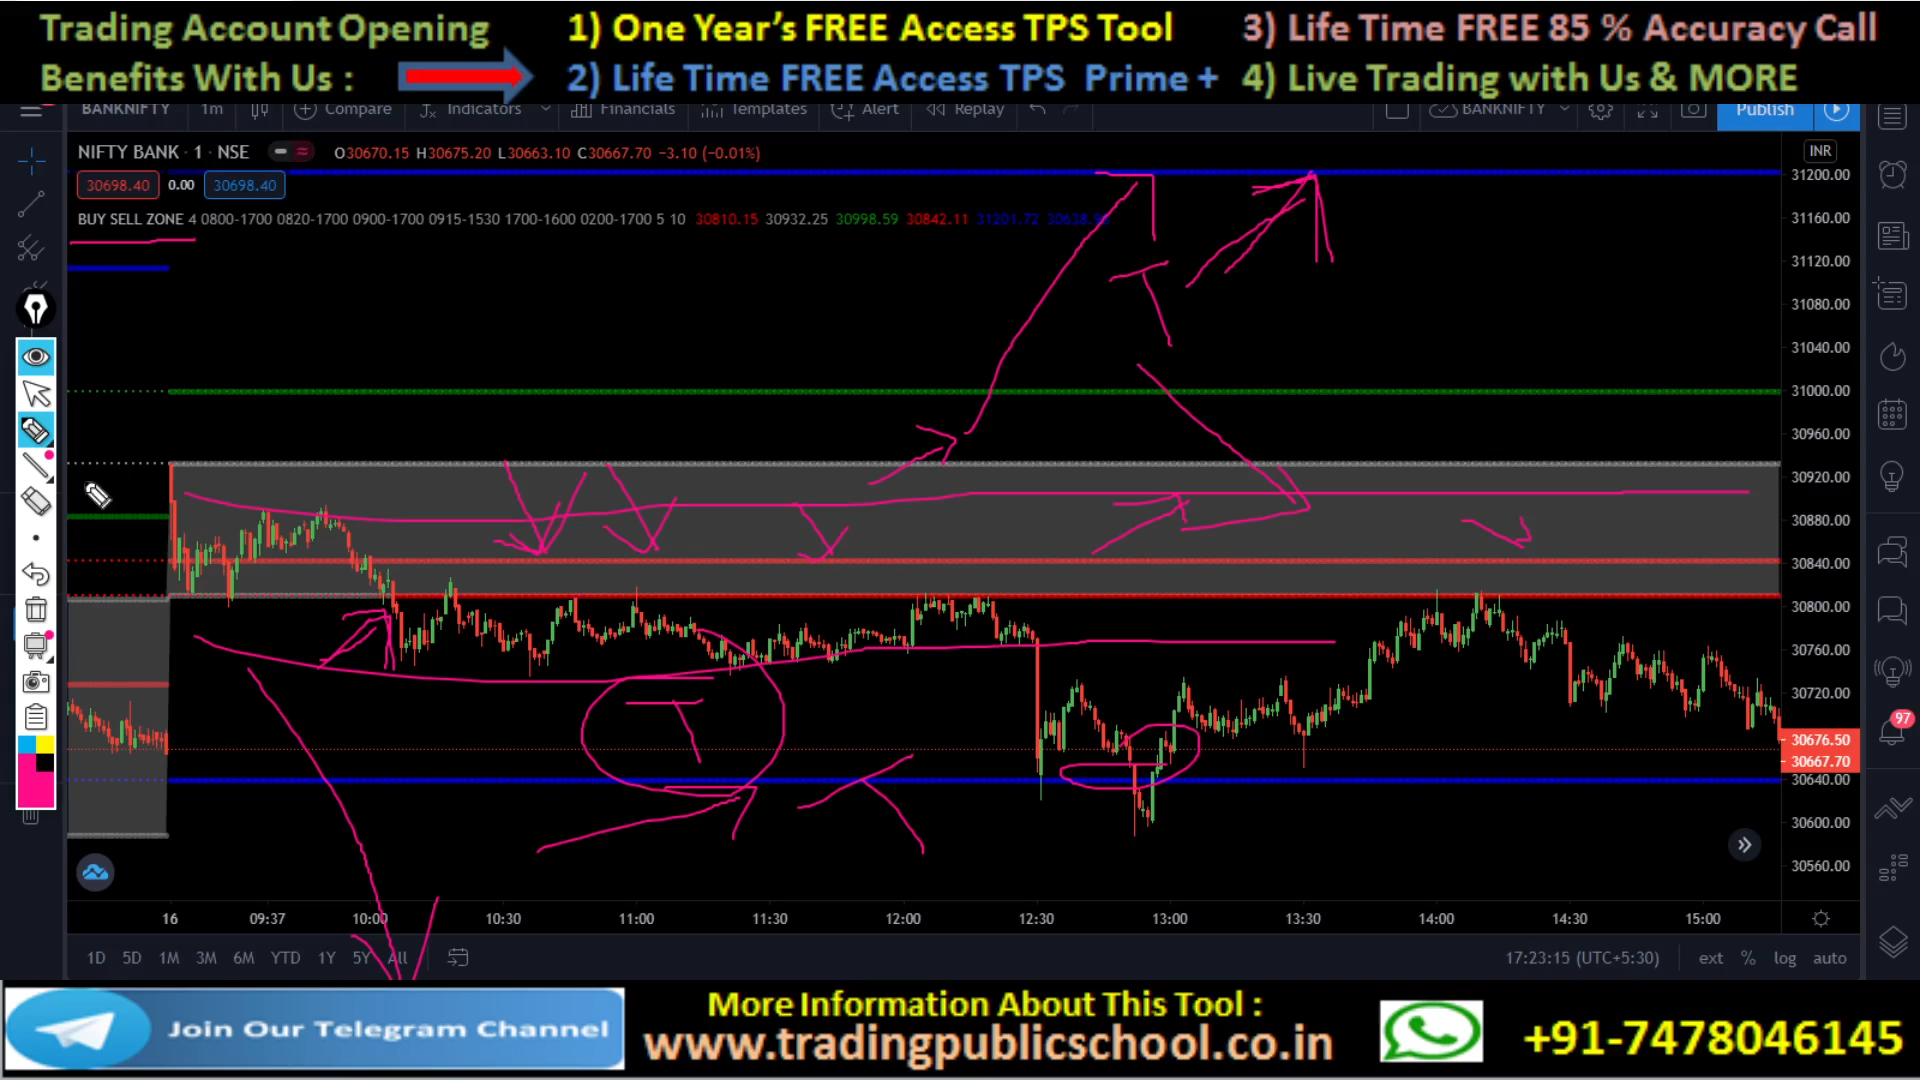 Trading Account Opening
Benefits With Us :
1) One Year's FREE Access TPS Tool
2) Life Time FREE Access TPS Prime +
3) Life Time FREE 85 % Accuracy Call
4) Live Trading with Us & MORE
BANKNIFTY 1m Compare Indicators Financials Templates Alert Replay BANKNIFTY Publish
NIFTY BANK · 1 · NSE O30670.15 H30675.20 L30663.10 C30667.70 −3.10 (−0.01%)
INR
30698.40 0.00 30698.40
BUY SELL ZONE 4 0800-1700 0820-1700 0900-1700 0915-1530 1700-1600 0200-1700 5 10 30810.15 30932.25 30998.59 30842.11 31201.72
31200.00
31160.00
31120.00
31080.00
31040.00
31000.00
30960.00
30920.00
30880.00
30840.00
30800.00
30760.00
30720.00
97
30676.50
30667.70
30640.00
30600.00
30560.00
16 09:37 10:00 10:30 11:00 11:30 12:00 12:30 13:00 13:30 14:00 14:30 15:00
1D 5D 1M 3M 6M YTD 1Y 5Y All 17:23:15 (UTC+5:30) ext % log auto
Join Our Telegram Channel
More Information About This Tool :
www.tradingpublicschool.co.in
+91-7478046145